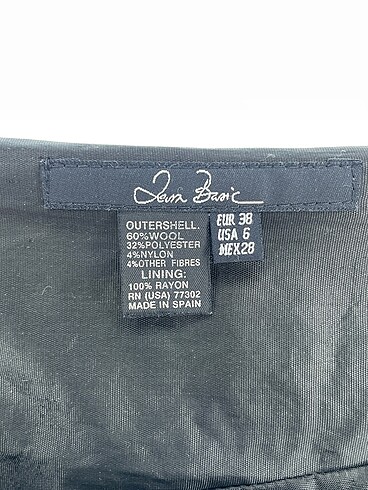 Zara Basic
OUTERSHELL.
60%WOOL
32%POLYESTER
4%NYLON
4%OTHER FIBRES
LINING:
100% RAYON
RN (USA) 77302
MADE IN SPAIN
EUR 38
USA 6
MEX28